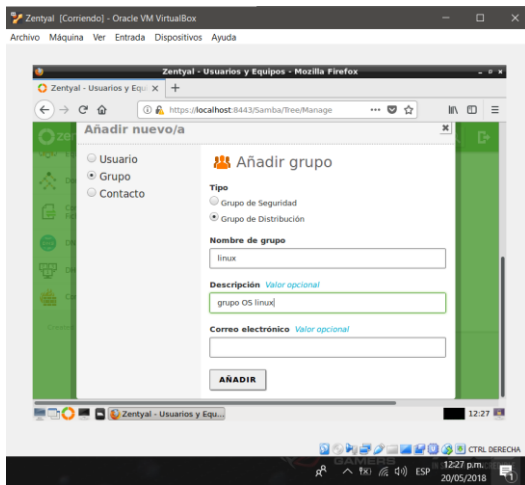 Zentyal [Corriendo] - Oracle VM VirtualBox
Archivo Máquina Ver Entrada Dispositivos Ayuda
Zentyal - Usuarios y Equipos - Mozilla Firefox
Zentyal - Usuarios y Equi
https://localhost:8443/Samba/Tree/Manage
Añadir nuevo/a
Usuario
Grupo
Contacto
Añadir grupo
Tipo
Grupo de Seguridad
Grupo de Distribución
Nombre de grupo
linux
Descripción Valor opcional
grupo OS linux
Correo electrónico Valor opcional
AÑADIR
Zentyal - Usuarios y Equ...
12:27
CTRL DERECHA
GAMERS
ESP
12:27 p.m.
20/05/2018
1